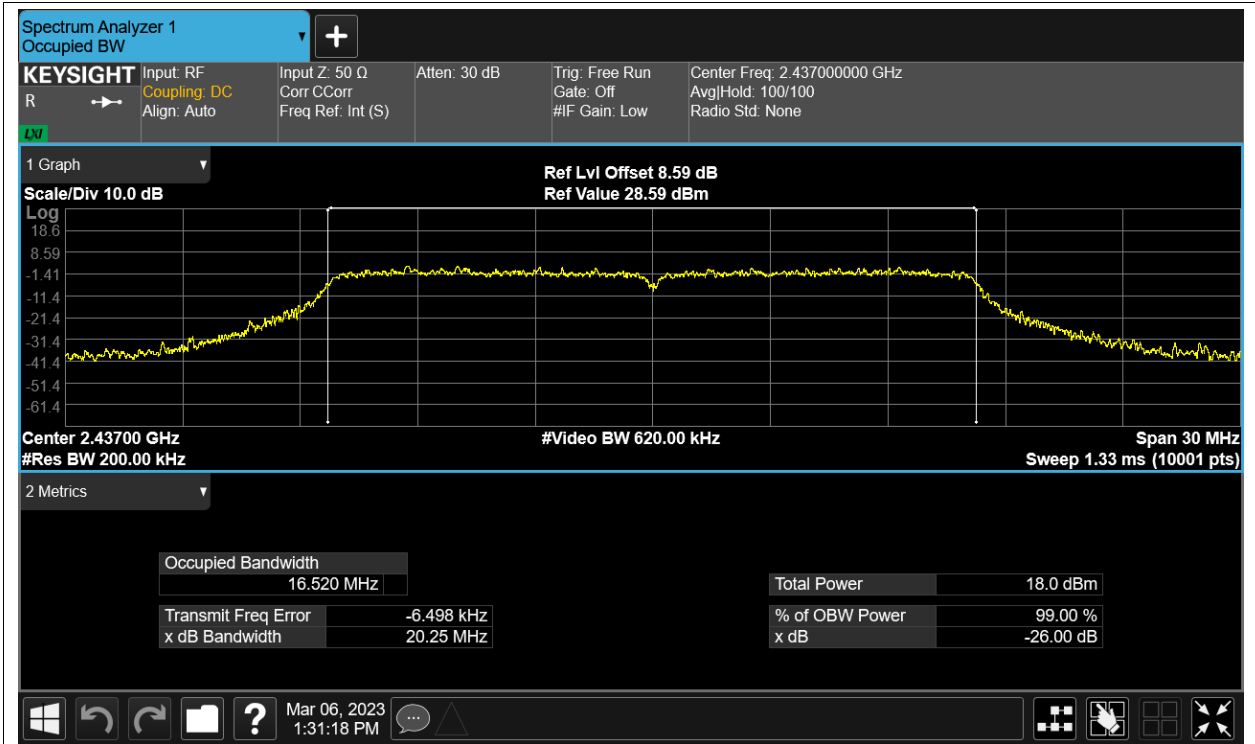 Spectrum Analyzer 1
Occupied BW
KEYSIGHT
R
LXI
Input: RF
Coupling: DC
Align: Auto
Input Z: 50 Ω
Corr CCorr
Freq Ref: Int (S)
Atten: 30 dB
Trig: Free Run
Gate: Off
#IF Gain: Low
Center Freq: 2.437000000 GHz
Avg|Hold: 100/100
Radio Std: None
1 Graph
Scale/Div 10.0 dB
Ref Lvl Offset 8.59 dB
Ref Value 28.59 dBm
Log
18.6
8.59
-1.41
-11.4
-21.4
-31.4
-41.4
-51.4
-61.4
Center 2.43700 GHz
#Res BW 200.00 kHz
#Video BW 620.00 kHz
Span 30 MHz
Sweep 1.33 ms (10001 pts)
2 Metrics
Occupied Bandwidth
16.520 MHz
Transmit Freq Error -6.498 kHz
x dB Bandwidth 20.25 MHz
Total Power 18.0 dBm
% of OBW Power 99.00 %
x dB -26.00 dB
?
Mar 06, 2023
1:31:18 PM